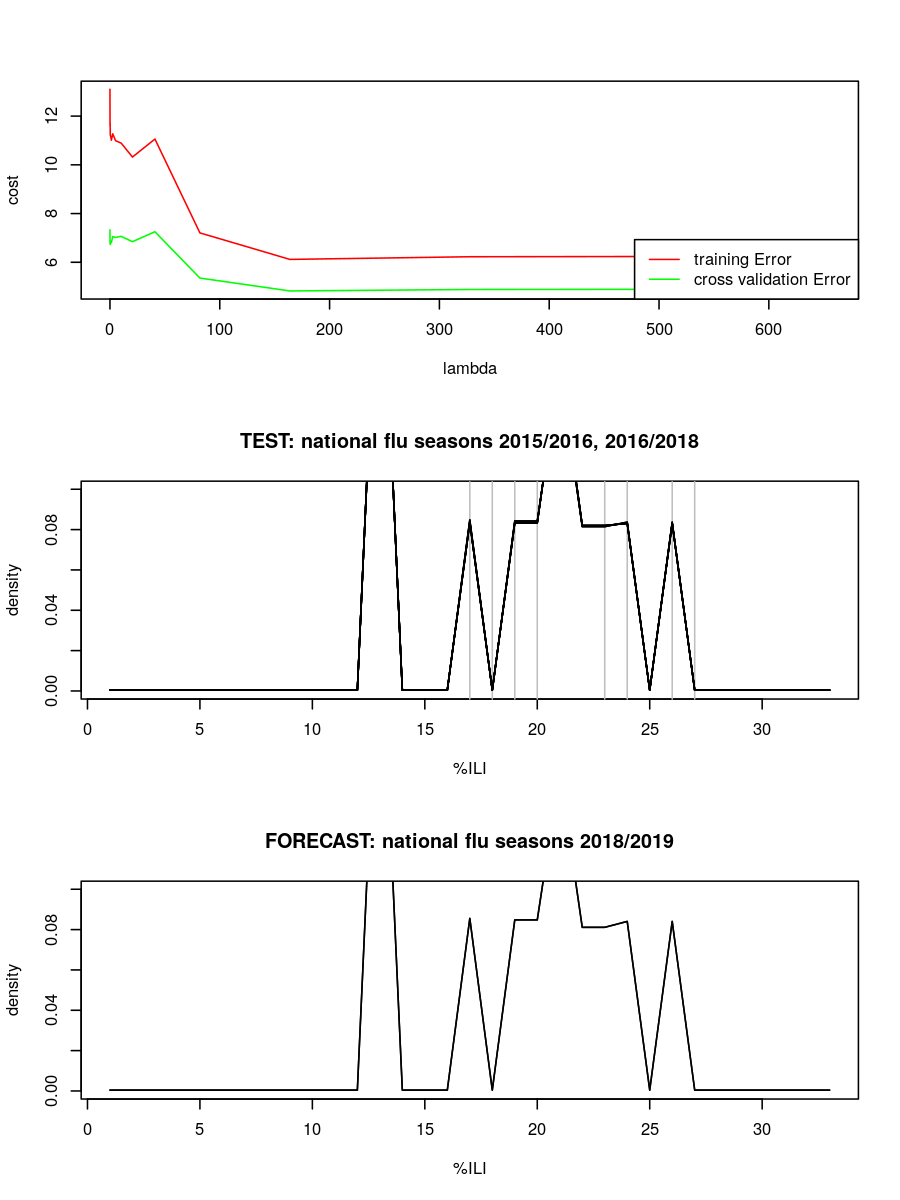 12
10
8
6
cost
training Error
cross validation Error
0 100 200 300 400 500 600
lambda
TEST: national flu seasons 2015/2016, 2016/2018
0.08
0.04
0.00
density
0 5 10 15 20 25 30
%ILI
FORECAST: national flu seasons 2018/2019
0.08
0.04
0.00
density
0 5 10 15 20 25 30
%ILI